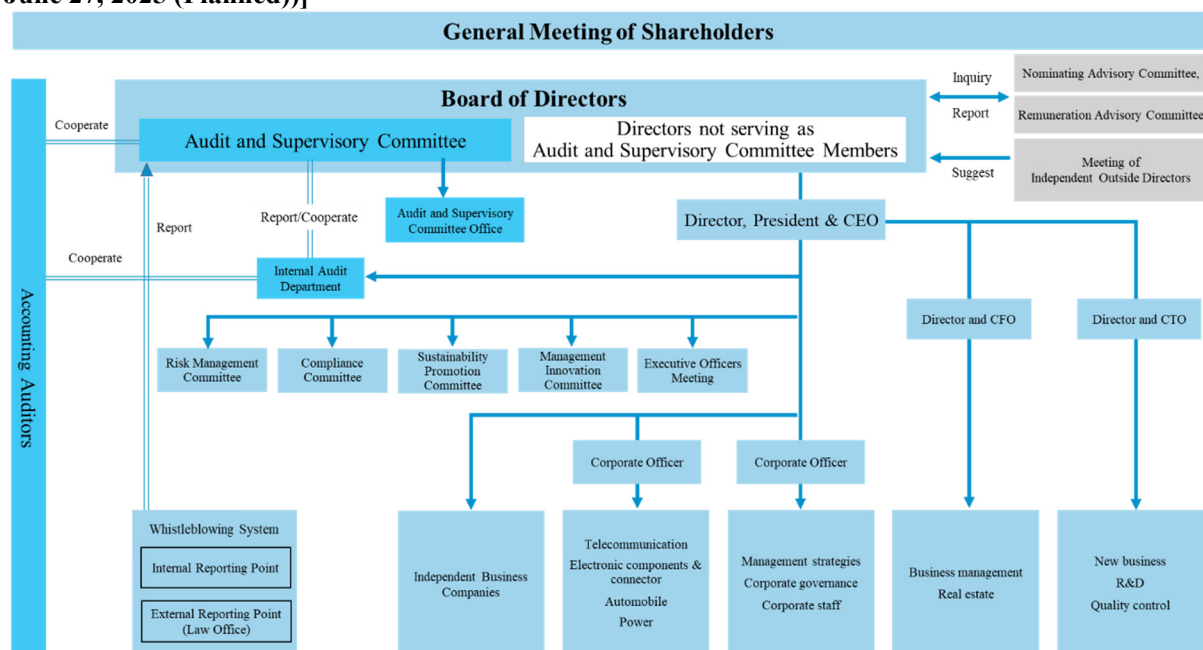 June 27, 2025 (Planned))]
General Meeting of Shareholders
Board of Directors
Audit and Supervisory Committee
Directors not serving as
Audit and Supervisory Committee Members
Inquiry
Report
Suggest
Nominating Advisory Committee,
Remuneration Advisory Committee
Meeting of
Independent Outside Directors
Cooperate
Report
Report/Cooperate
Audit and Supervisory
Committee Office
Director, President & CEO
Cooperate
Internal Audit
Department
Accounting Auditors
Director and CFO
Director and CTO
Risk Management
Committee
Compliance
Committee
Sustainability
Promotion
Committee
Management
Innovation
Committee
Executive Officers
Meeting
Corporate Officer
Corporate Officer
Whistleblowing System
Internal Reporting Point
External Reporting Point
(Law Office)
Independent Business
Companies
Telecommunication
Electronic components &
connector
Automobile
Power
Management strategies
Corporate governance
Corporate staff
Business management
Real estate
New business
R&D
Quality control